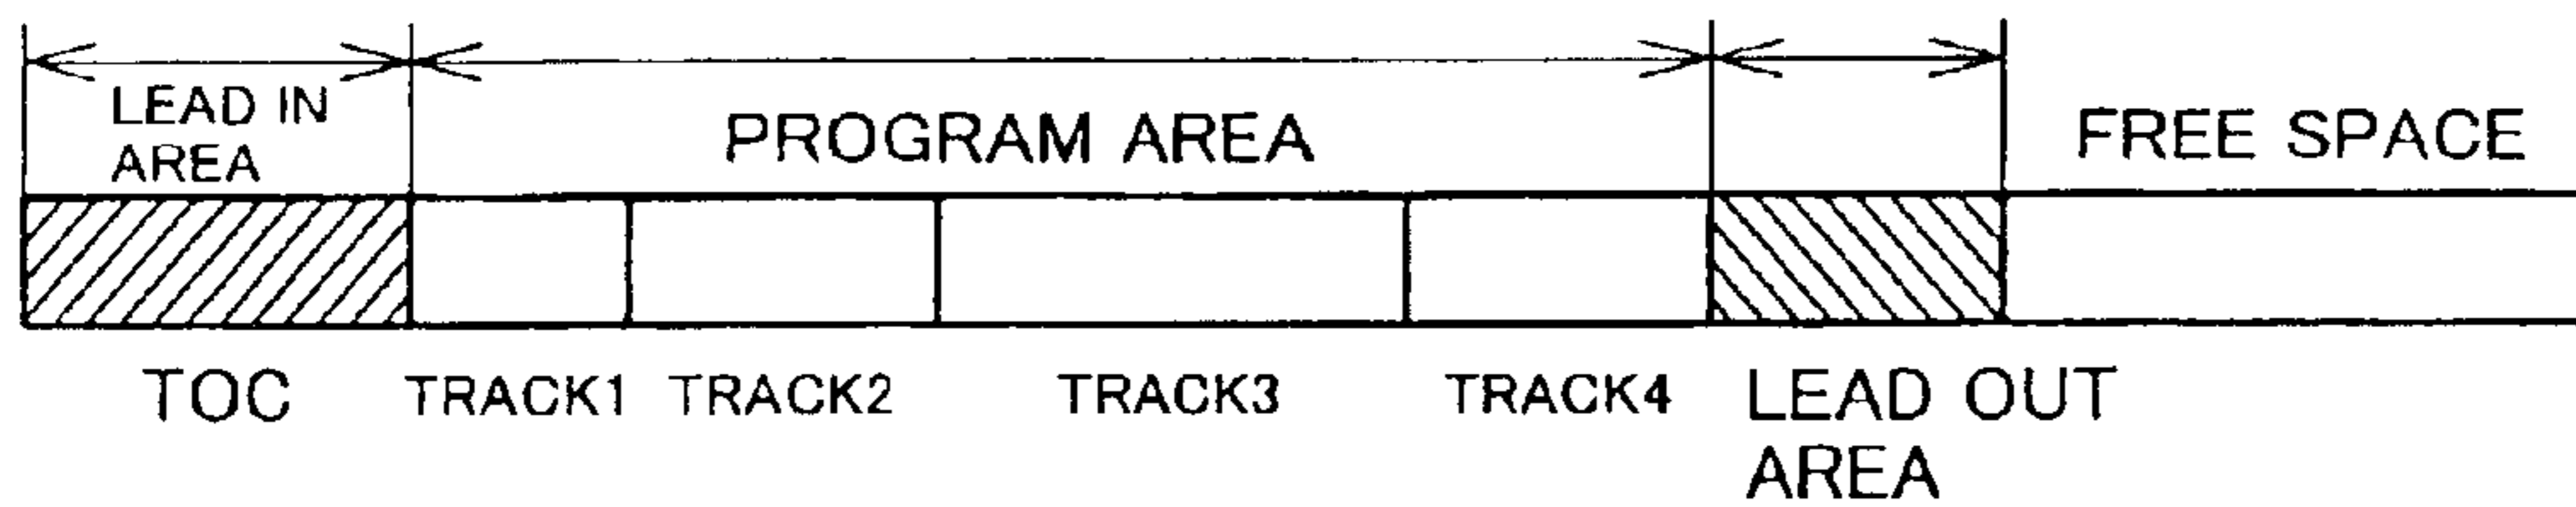 LEAD IN
AREA
PROGRAM AREA
FREE SPACE
TOC
TRACK1
TRACK2
TRACK3
TRACK4
LEAD OUT
AREA